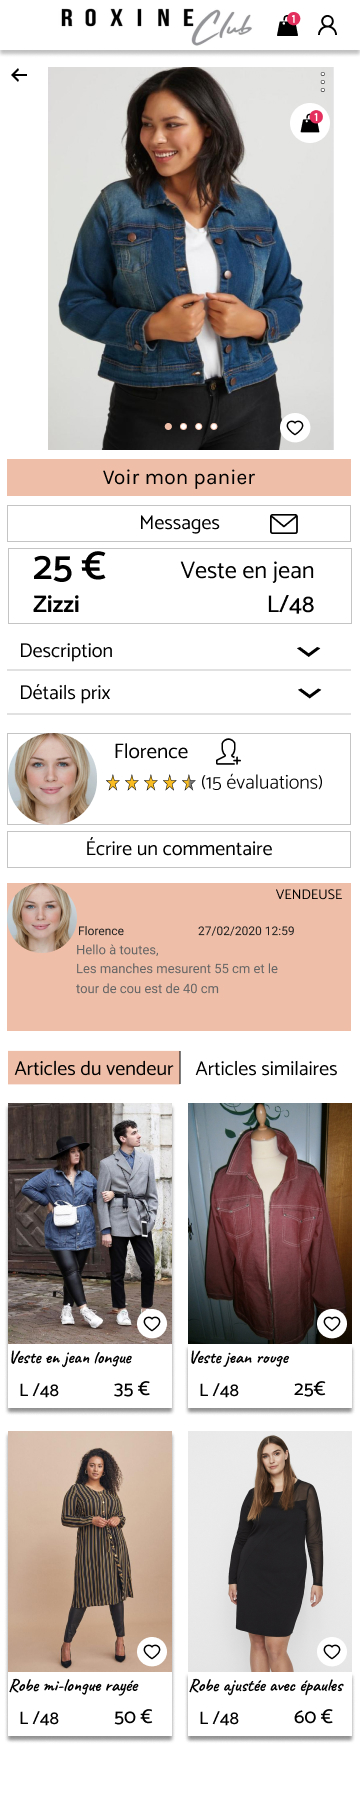 ROXINE Club
1
1
Voir mon panier
Messages
25 € Veste en jean
Zizzi L/48
Description
Détails prix
Florence
(15 évaluations)
Écrire un commentaire
VENDEUSE
Florence 27/02/2020 12:59
Hello à toutes,
Les manches mesurent 55 cm et le
tour de cou est de 40 cm
Articles du vendeur Articles similaires
Veste en jean longue
L /48 35 €
Veste jean rouge
L /48 25€
Robe mi-longue rayée
L /48 50 €
Robe ajustée avec épaules
L /48 60 €